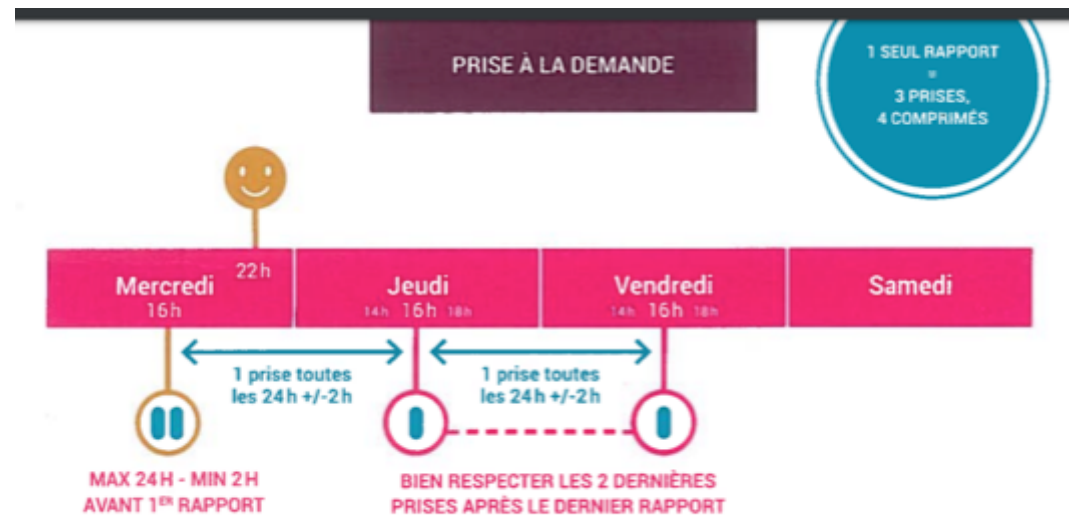 PRISE À LA DEMANDE
1 SEUL RAPPORT
=
3 PRISES,
4 COMPRIMÉS
22h
Mercredi
16h
Jeudi
14h 16h 18h
Vendredi
14h 16h 18h
Samedi
1 prise toutes
les 24h +/-2h
1 prise toutes
les 24h +/-2h
MAX 24H - MIN 2H
AVANT 1ER RAPPORT
BIEN RESPECTER LES 2 DERNIÈRES
PRISES APRÈS LE DERNIER RAPPORT